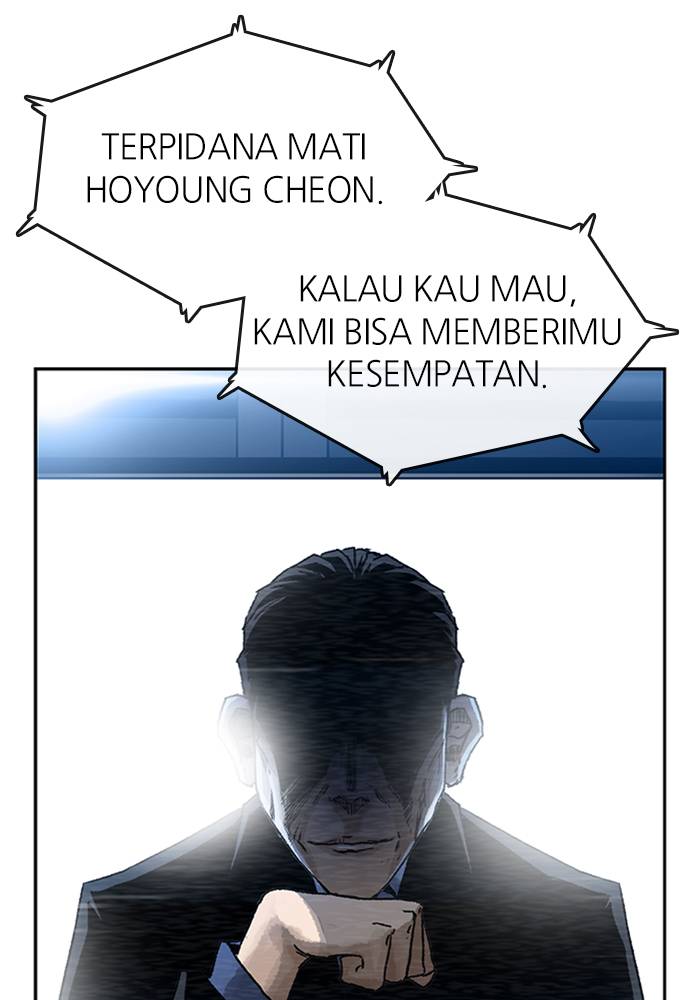 TERPIDANA MATI
HOYOUNG CHEON.
KALAU KAU MAU,
KAMI BISA MEMBERIMU
KESEMPATAN.